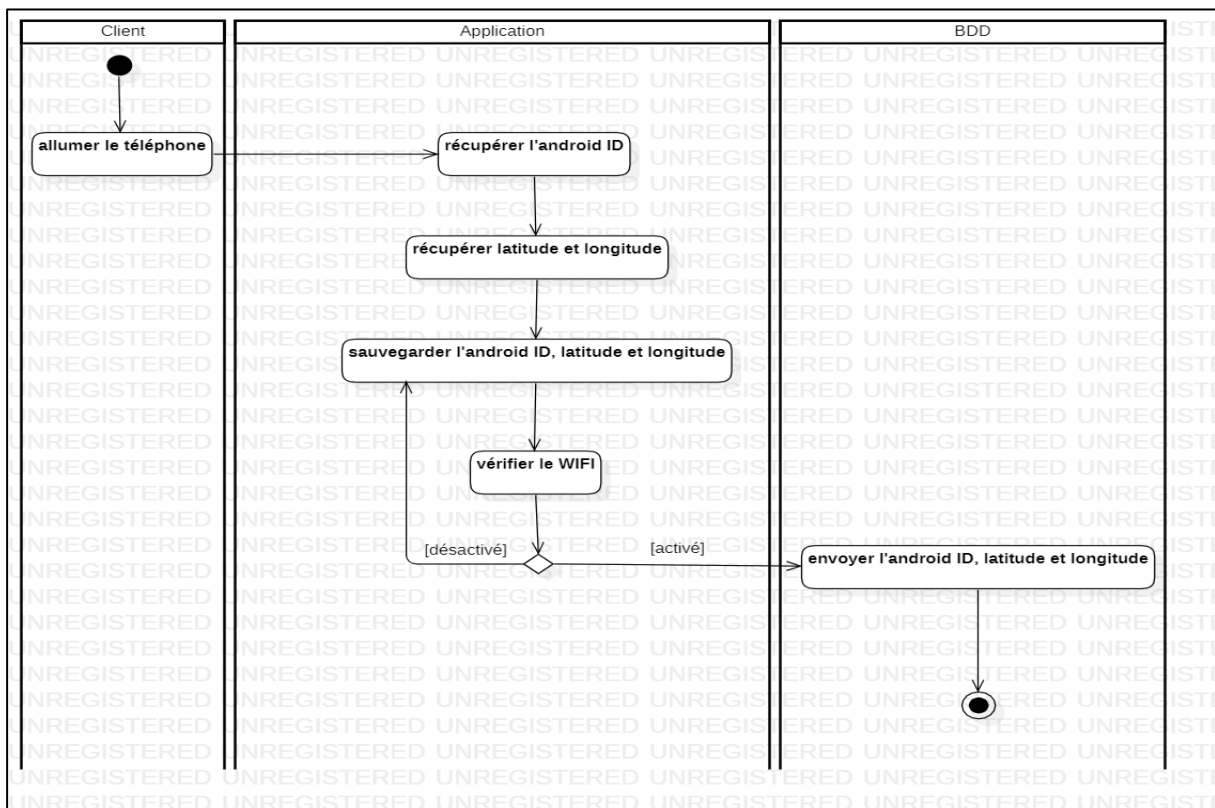 Client
Application
BDD
allumer le téléphone
récupérer l'android ID
récupérer latitude et longitude
sauvegarder l'android ID, latitude et longitude
vérifier le WIFI
[désactivé]
[activé]
envoyer l'android ID, latitude et longitude
UNREGISTERED